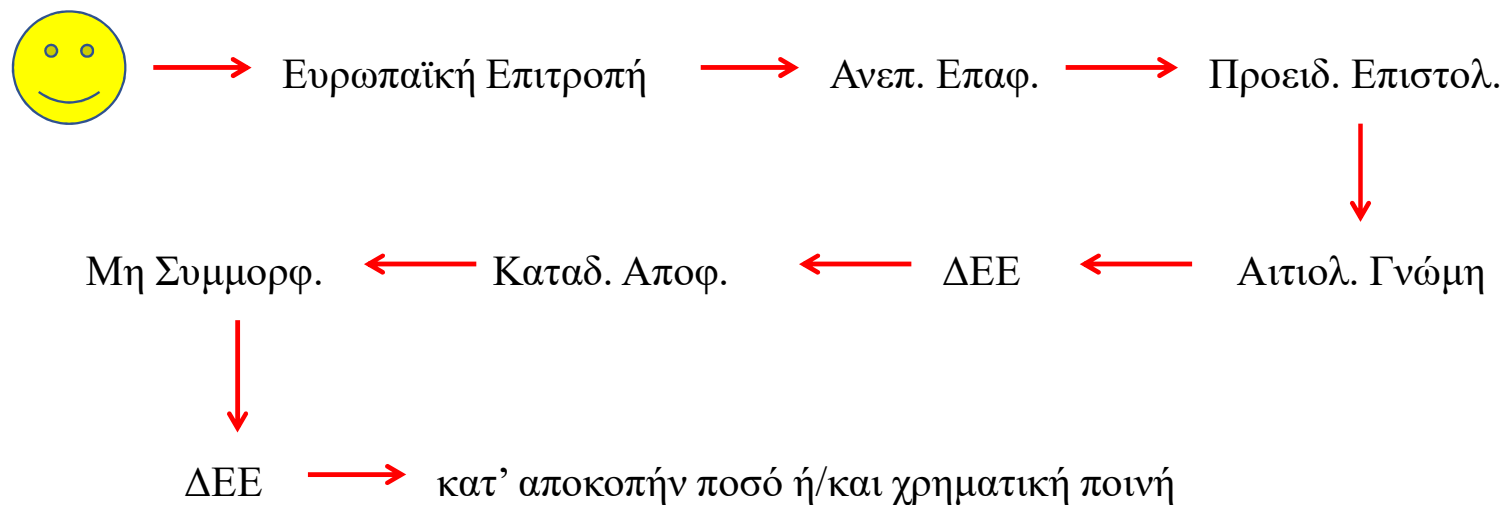 Ευρωπαϊκή Επιτροπή Ανεπ. Επαφ. Προειδ. Επιστολ.
Μη Συμμορφ. Καταδ. Αποφ. ΔΕΕ Αιτιολ. Γνώμη
ΔΕΕ κατ’ αποκοπήν ποσό ή/και χρηματική ποινή